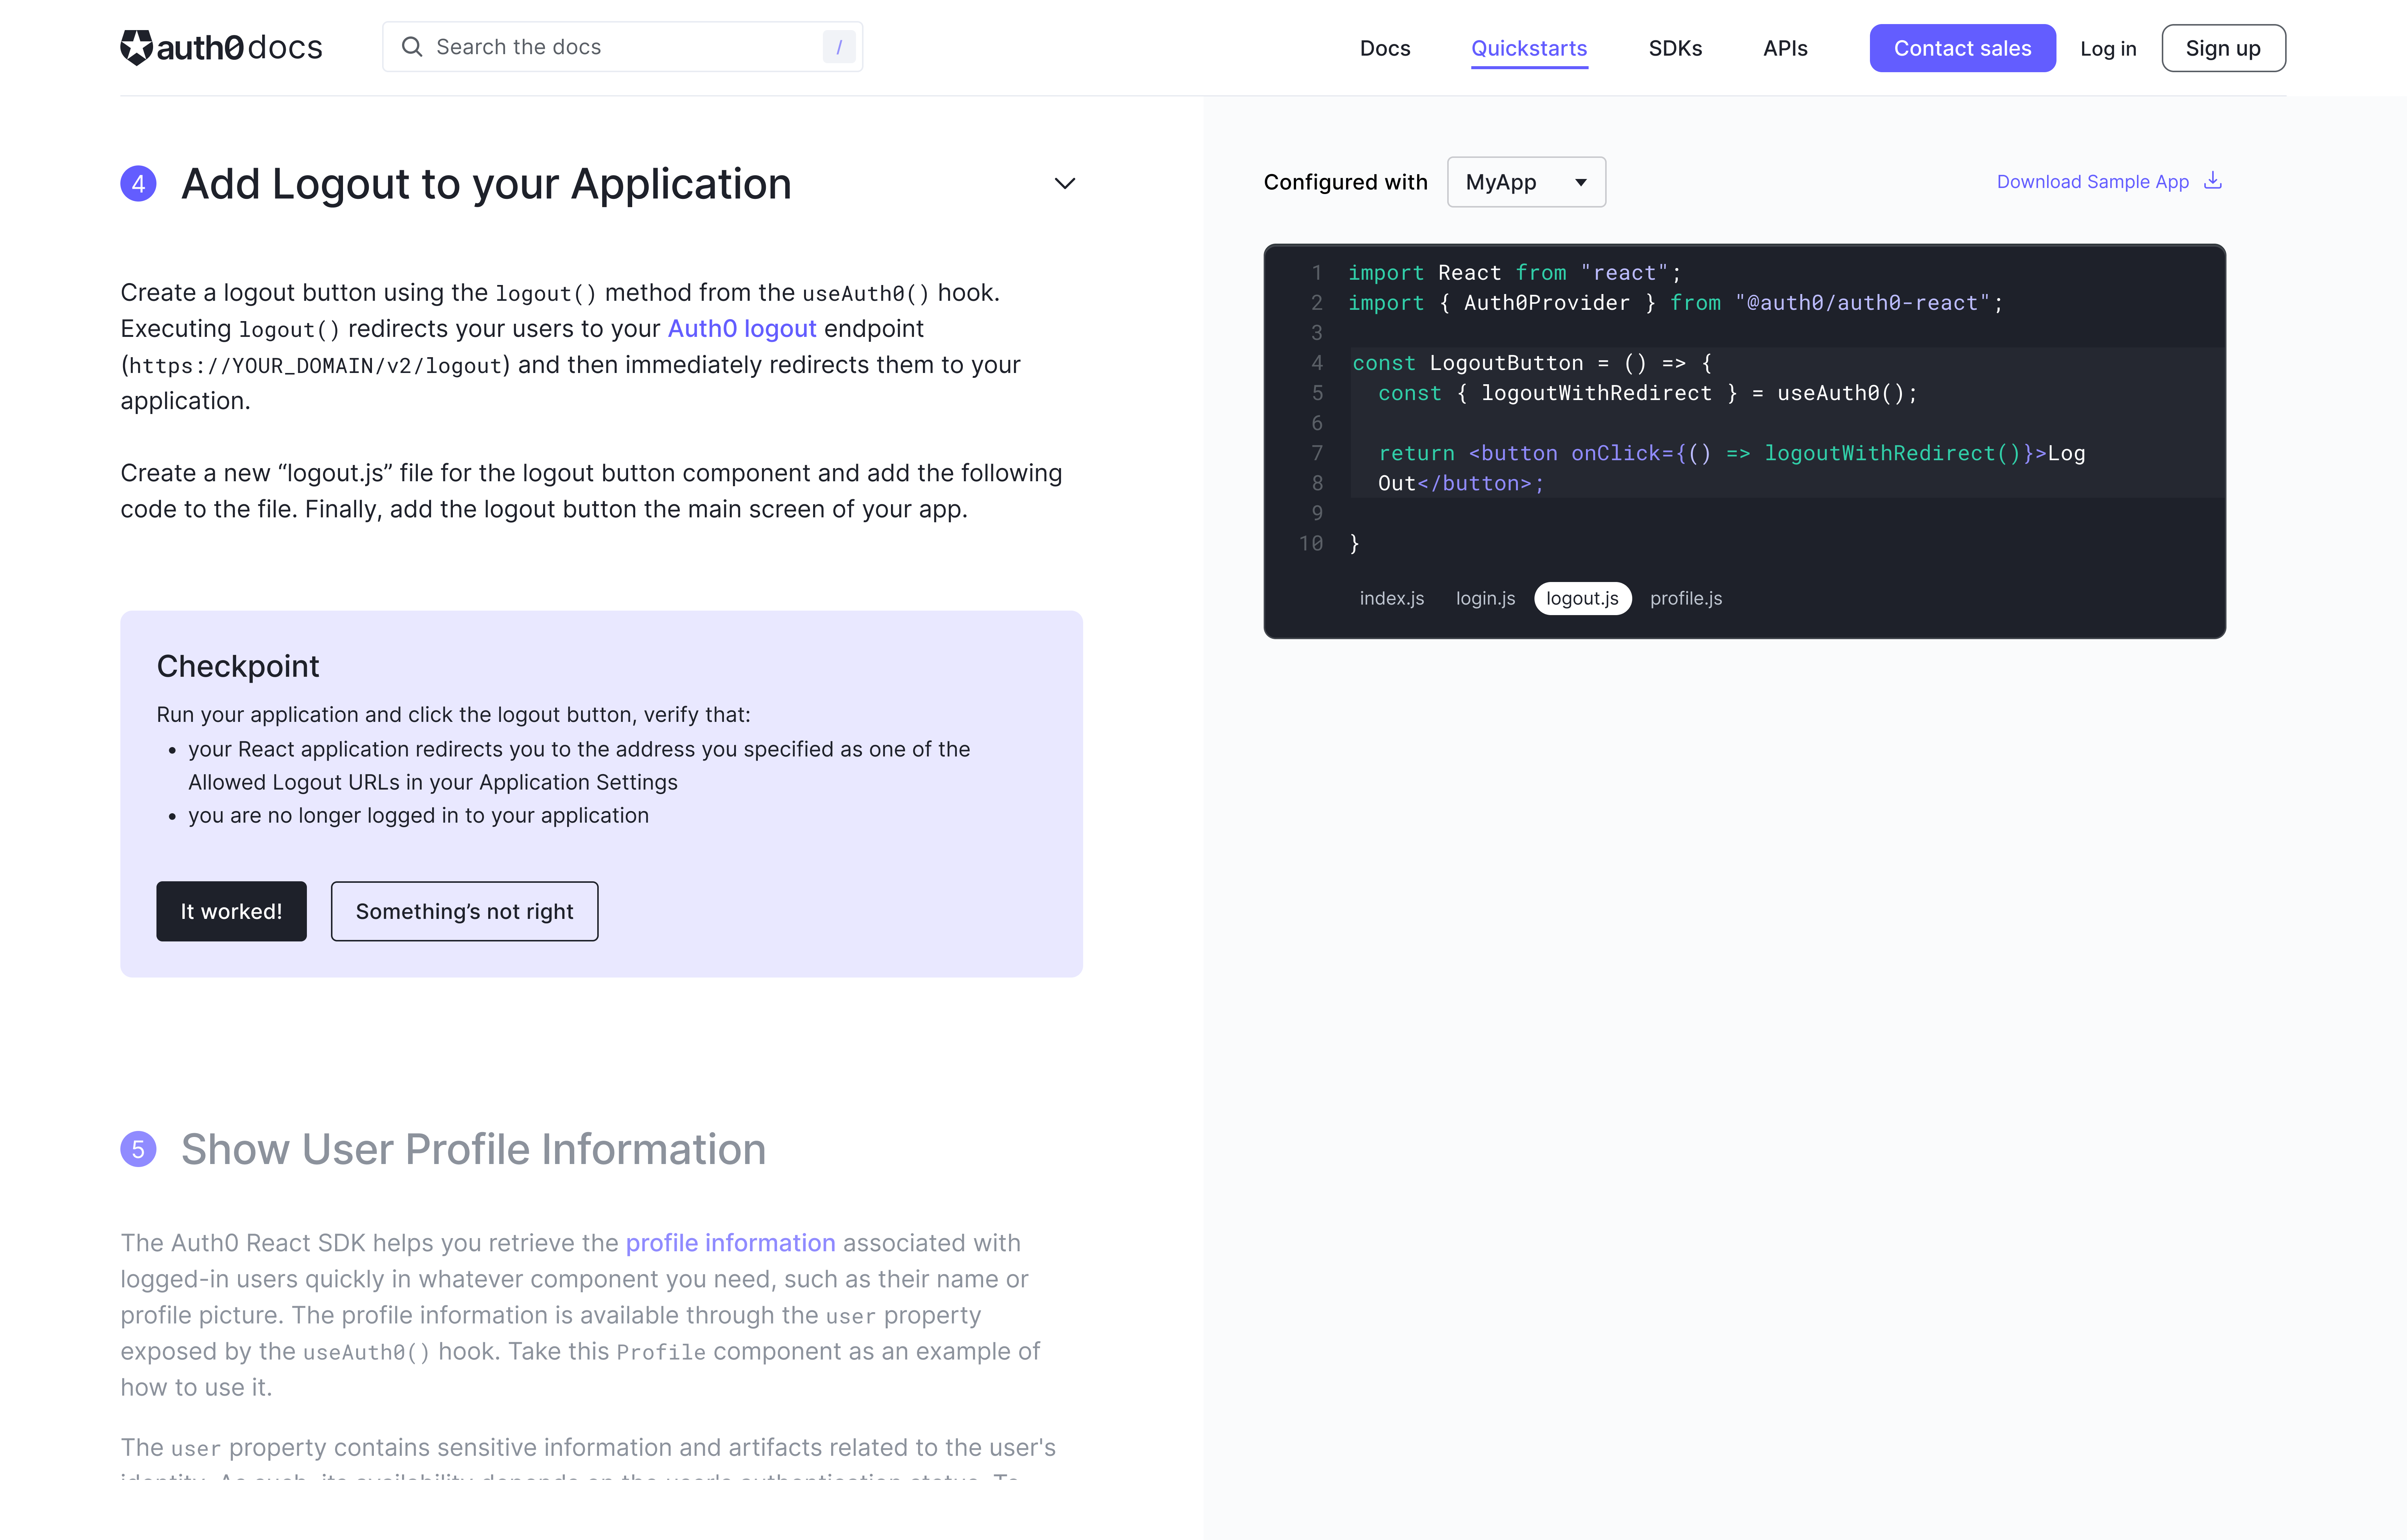 auth0 docs
Search the docs /
Docs Quickstarts SDKs APIs Contact sales Log in Sign up
4 Add Logout to your Application
Create a logout button using the logout() method from the useAuth0() hook.
Executing logout() redirects your users to your Auth0 logout endpoint
(https://YOUR_DOMAIN/v2/logout) and then immediately redirects them to your
application.
Create a new “logout.js” file for the logout button component and add the following
code to the file. Finally, add the logout button the main screen of your app.
Checkpoint
Run your application and click the logout button, verify that:
• your React application redirects you to the address you specified as one of the
Allowed Logout URLs in your Application Settings
• you are no longer logged in to your application
It worked! Something’s not right
5 Show User Profile Information
The Auth0 React SDK helps you retrieve the profile information associated with
logged-in users quickly in whatever component you need, such as their name or
profile picture. The profile information is available through the user property
exposed by the useAuth0() hook. Take this Profile component as an example of
how to use it.
The user property contains sensitive information and artifacts related to the user's
identity. As such, its availability depends on the user's authentication status. To
Configured with MyApp Download Sample App
1 import React from "react";
2 import { Auth0Provider } from "@auth0/auth0-react";
3
4 const LogoutButton = () => {
5 const { logoutWithRedirect } = useAuth0();
6
7 return <button onClick={() => logoutWithRedirect()}>Log
8 Out</button>;
9
10 }
index.js login.js logout.js profile.js